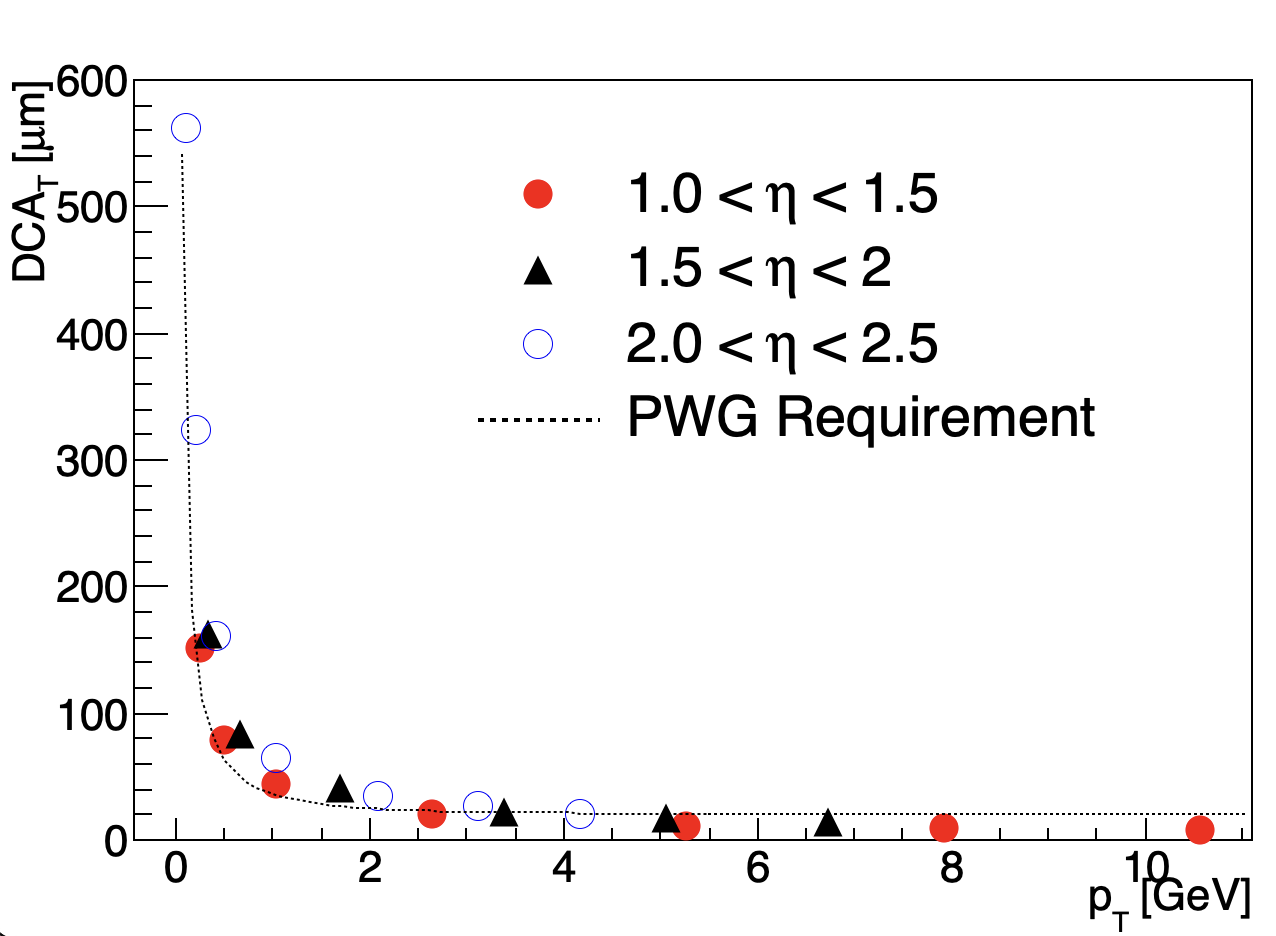 DCA_T [μm]
600
500
400
300
200
100
0
1.0 < η < 1.5
1.5 < η < 2
2.0 < η < 2.5
PWG Requirement
0 2 4 6 8 10
p_T [GeV]